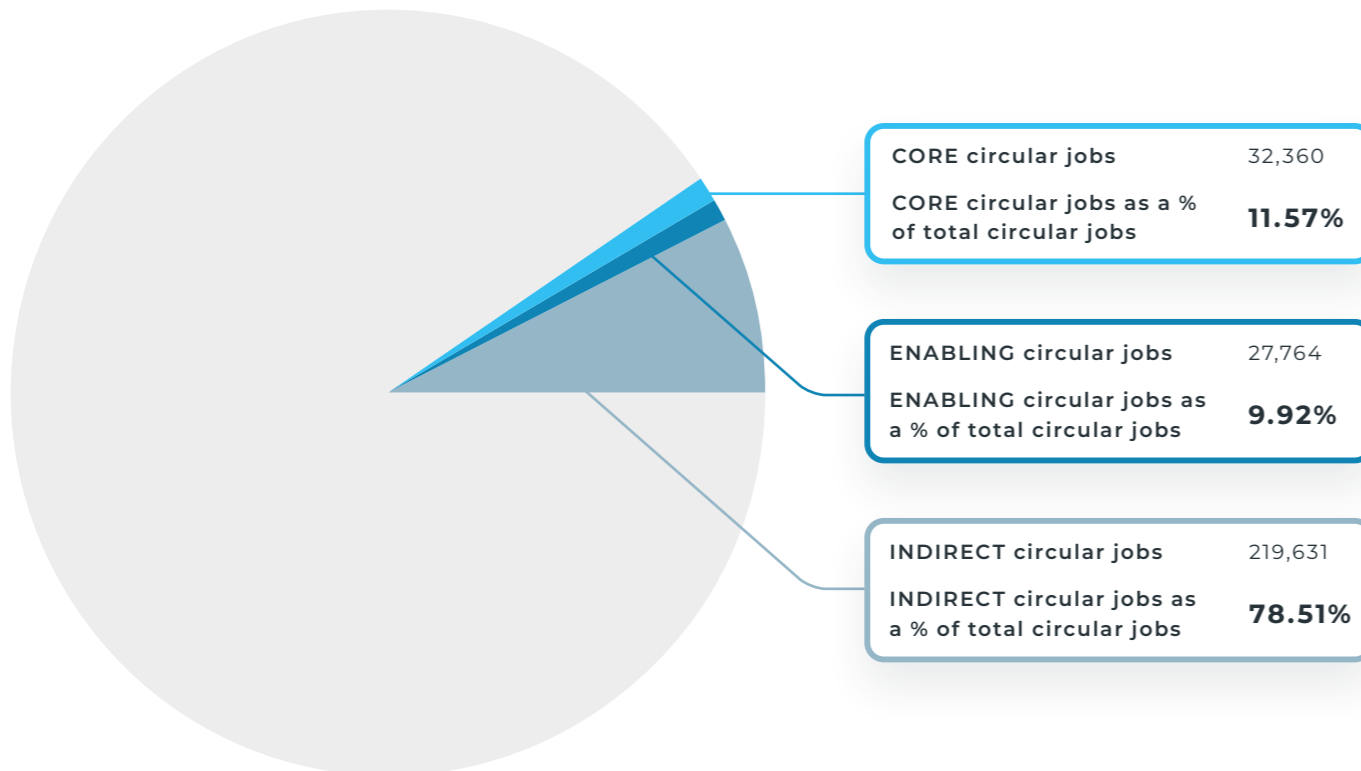 CORE circular jobs 32,360
CORE circular jobs as a %
of total circular jobs 11.57%
ENABLING circular jobs 27,764
ENABLING circular jobs as
a % of total circular jobs 9.92%
INDIRECT circular jobs 219,631
INDIRECT circular jobs as
a % of total circular jobs 78.51%